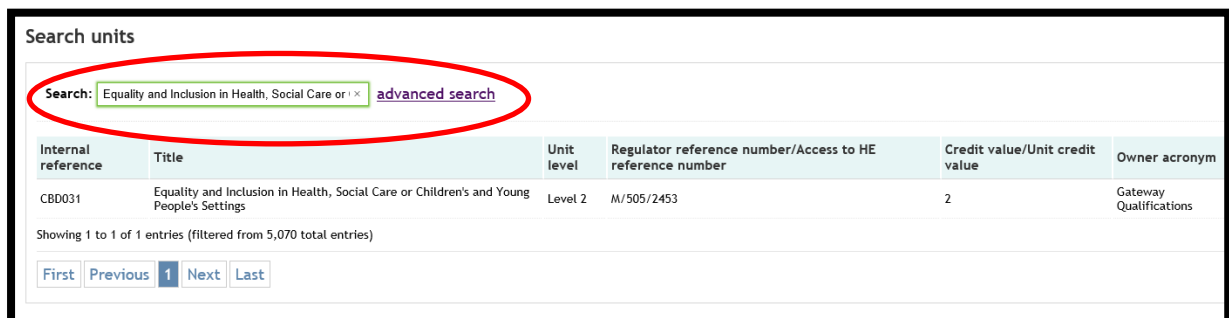 Search units
Search: Equality and Inclusion in Health, Social Care or × advanced search
Internal reference Title Unit level Regulator reference number/Access to HE reference number Credit value/Unit credit value Owner acronym
CBD031 Equality and Inclusion in Health, Social Care or Children's and Young People's Settings Level 2 M/505/2453 2 Gateway Qualifications
Showing 1 to 1 of 1 entries (filtered from 5,070 total entries)
First Previous 1 Next Last